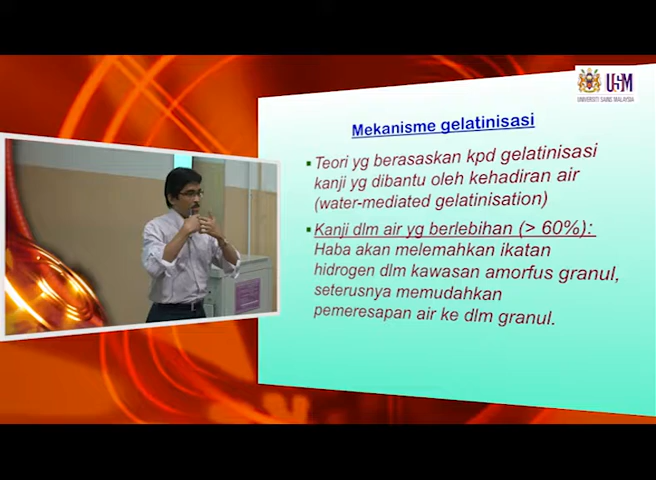 USM
UNIVERSITI SAINS MALAYSIA
Mekanisme gelatinisasi
Teori yg berasaskan kpd gelatinisasi
kanji yg dibantu oleh kehadiran air
(water-mediated gelatinisation)
Kanji dlm air yg berlebihan (> 60%):
Haba akan melemahkan ikatan
hidrogen dlm kawasan amorfus granul,
seterusnya memudahkan
pemeresapan air ke dlm granul.